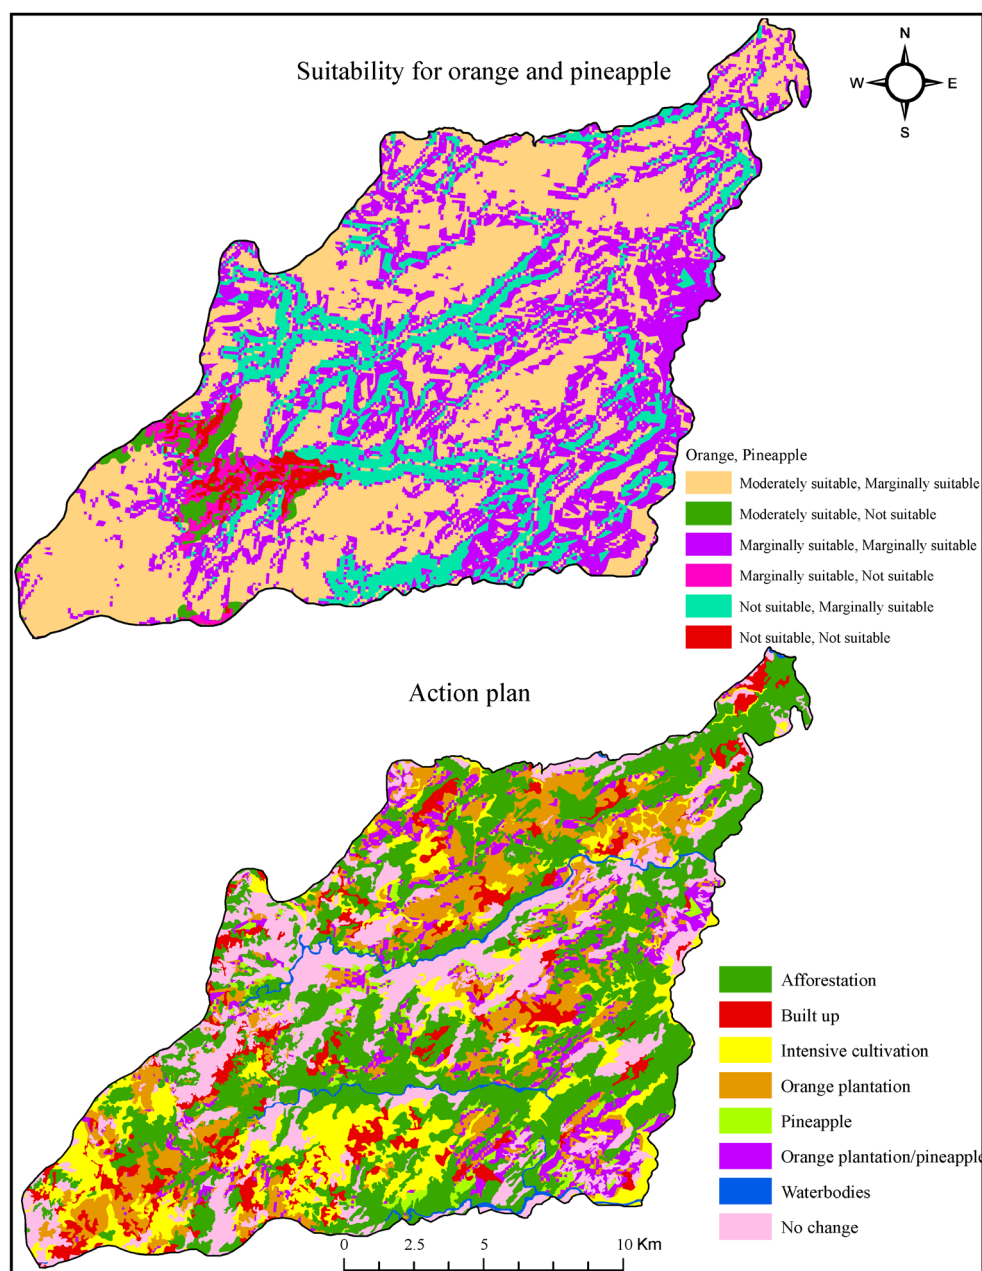 Suitability for orange and pineapple
N
W
E
S
Orange, Pineapple
Moderately suitable, Marginally suitable
Moderately suitable, Not suitable
Marginally suitable, Marginally suitable
Marginally suitable, Not suitable
Not suitable, Marginally suitable
Not suitable, Not suitable
Action plan
Afforestation
Built up
Intensive cultivation
Orange plantation
Pineapple
Orange plantation/pineapple
Waterbodies
No change
0 2.5 5 10 Km